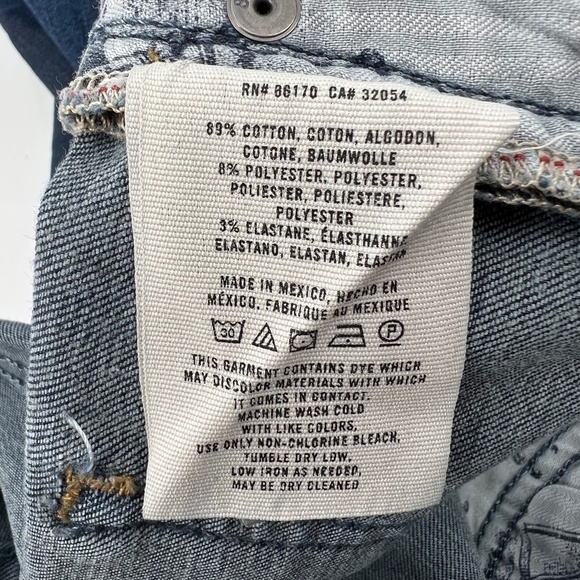 RN# 86170 CA# 32054
89% COTTON, COTON, ALGODON,
COTONE, BAUMWOLLE
8% POLYESTER, POLYESTER,
POLIESTER, POLIESTERE,
POLYESTER
3% ELASTANE, ÉLASTHANNE
ELASTANO, ELASTAN,
MADE IN MEXICO, HECHO EN
MÉXICO, FABRIQUE AU MEXIQUE
30 P
THIS GARMENT CONTAINS DYE WHICH
MAY DISCOLOR MATERIALS WITH WHICH
IT COMES IN CONTACT.
MACHINE WASH COLD
WITH LIKE COLORS,
USE ONLY NON-CHLORINE BLEACH,
TUMBLE DRY LOW,
LOW IRON AS NEEDED,
MAY BE DRY CLEANED